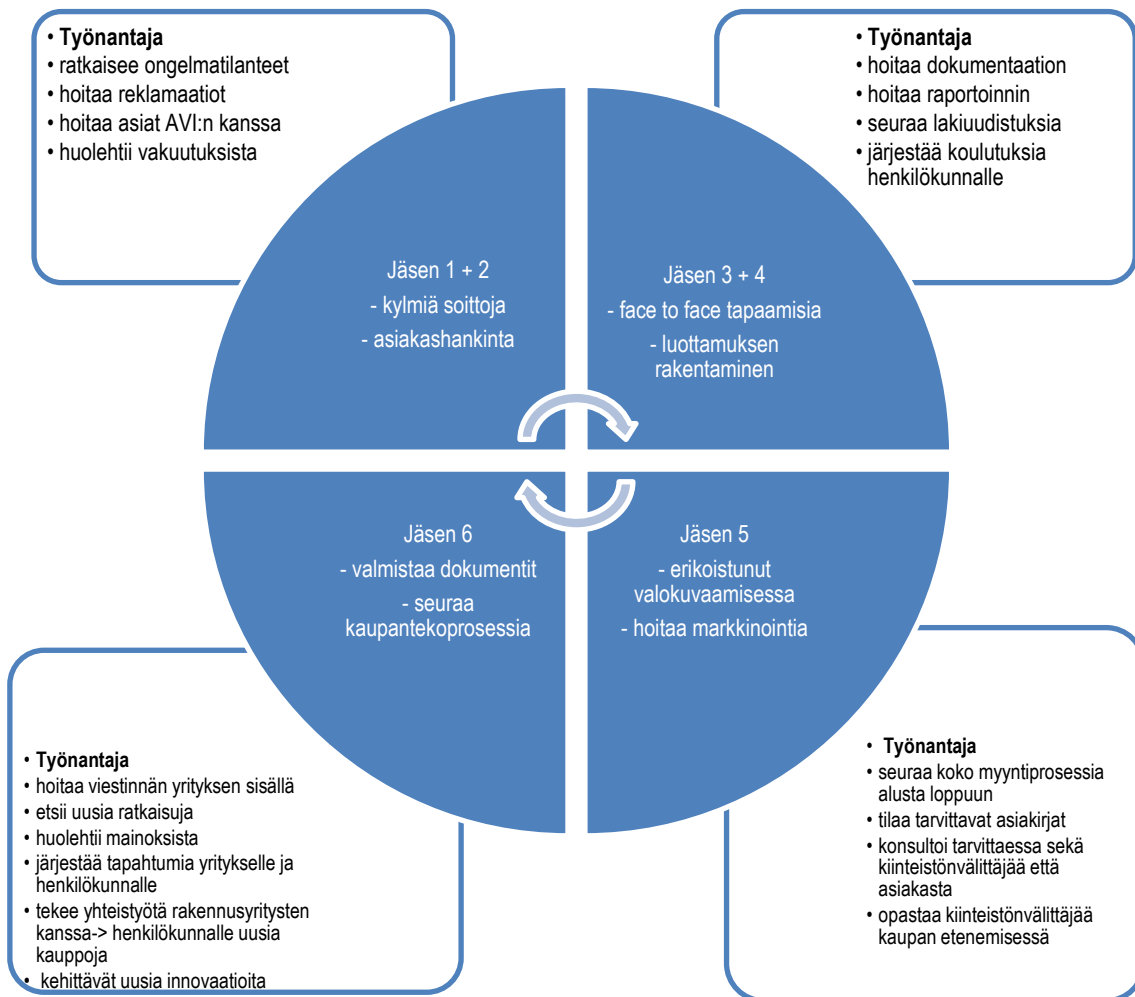 • Työnantaja
• ratkaisee ongelmatilanteet
• hoitaa reklamaatiot
• hoitaa asiat AVI:n kanssa
• huolehtii vakuutuksista
• Työnantaja
• hoitaa dokumentaation
• hoitaa raportoinnin
• seuraa lakiuudistuksia
• järjestää koulutuksia
henkilökunnalle
Jäsen 1 + 2
- kylmiä soittoja
- asiakashankinta
Jäsen 3 + 4
- face to face tapaamisia
- luottamuksen
rakentaminen
Jäsen 6
- valmistaa dokumentit
- seuraa
kaupantekoprosessia
Jäsen 5
- erikoistunut
valokuvaamisessa
- hoitaa markkinointia
• Työnantaja
• hoitaa viestinnän yrityksen sisällä
• etsii uusia ratkaisuja
• huolehtii mainoksista
• järjestää tapahtumia yritykselle ja
henkilökunnalle
• tekee yhteistyötä rakennusyritysten
kanssa-> henkilökunnalle uusia
kauppoja
• kehittävät uusia innovaatioita
• Työnantaja
• seuraa koko myyntiprosessia
alusta loppuun
• tilaa tarvittavat asiakirjat
• konsultoi tarvittaessa sekä
kiinteistönvälittäjää että
asiakasta
• opastaa kiinteistönvälittäjää
kaupan etenemisessä